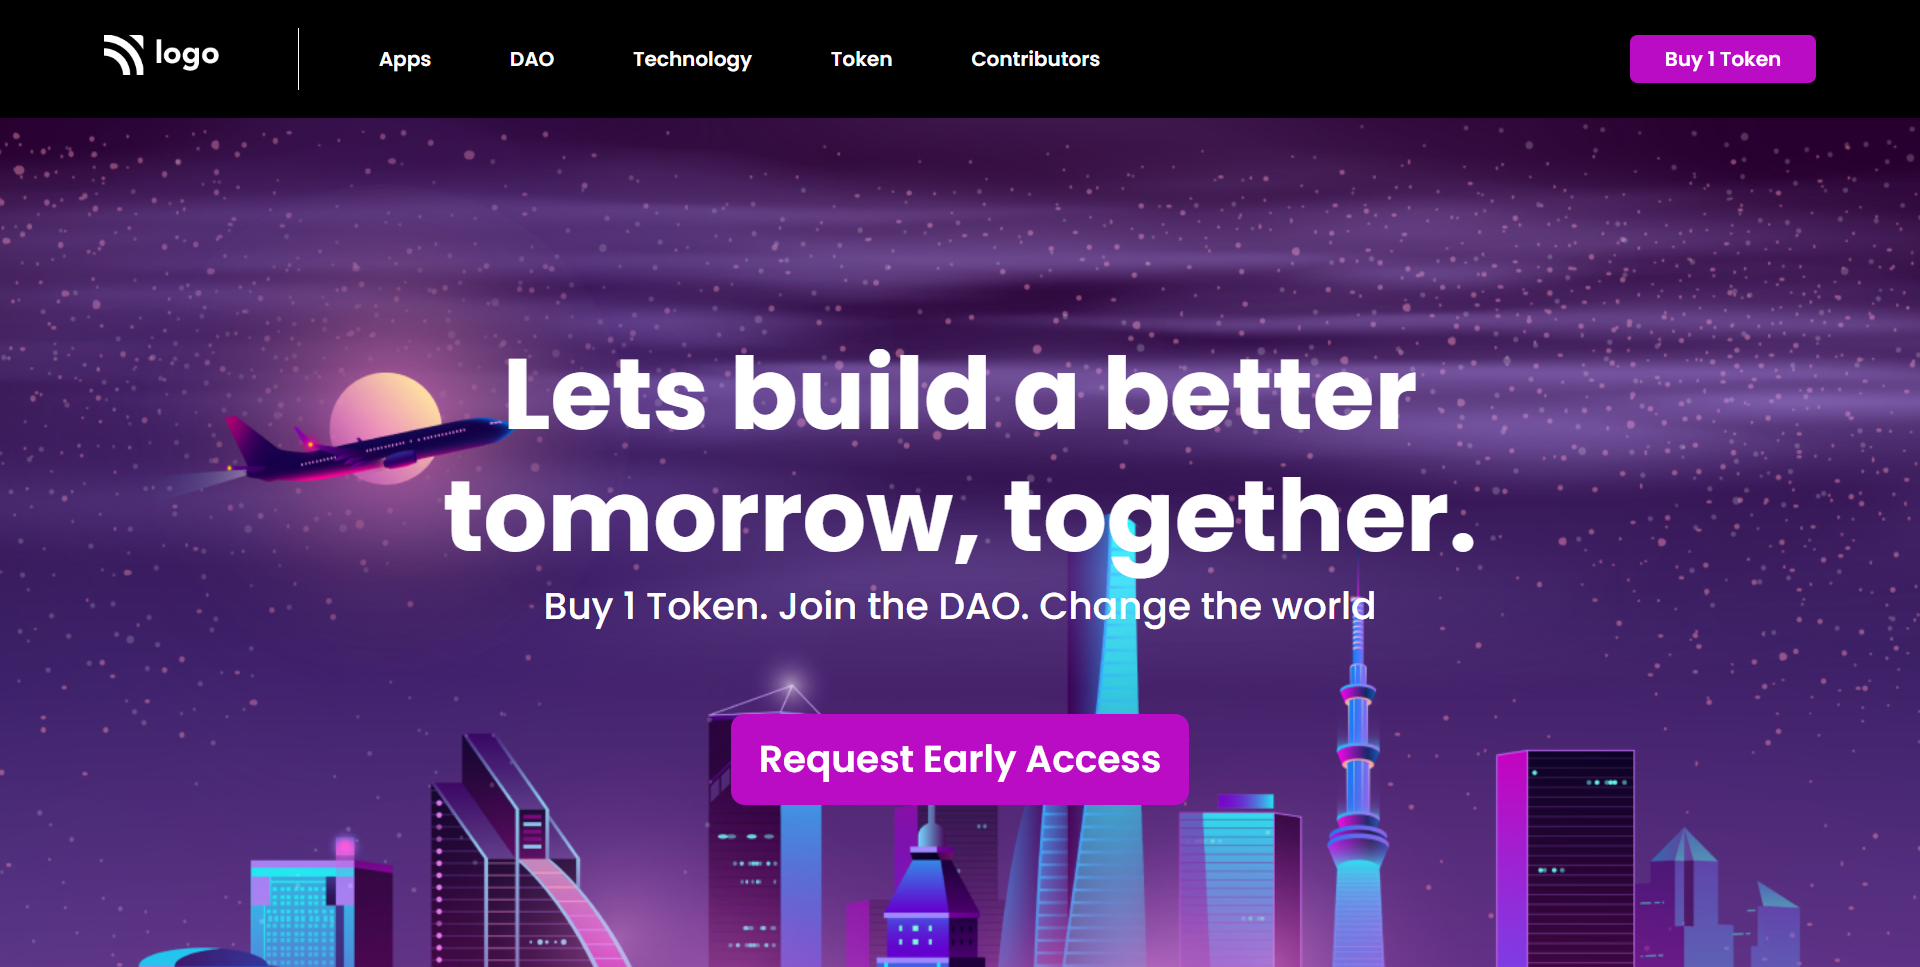 logo
Apps
DAO
Technology
Token
Contributors
Buy 1 Token
Lets build a better
tomorrow, together.
Buy 1 Token. Join the DAO. Change the world
Request Early Access